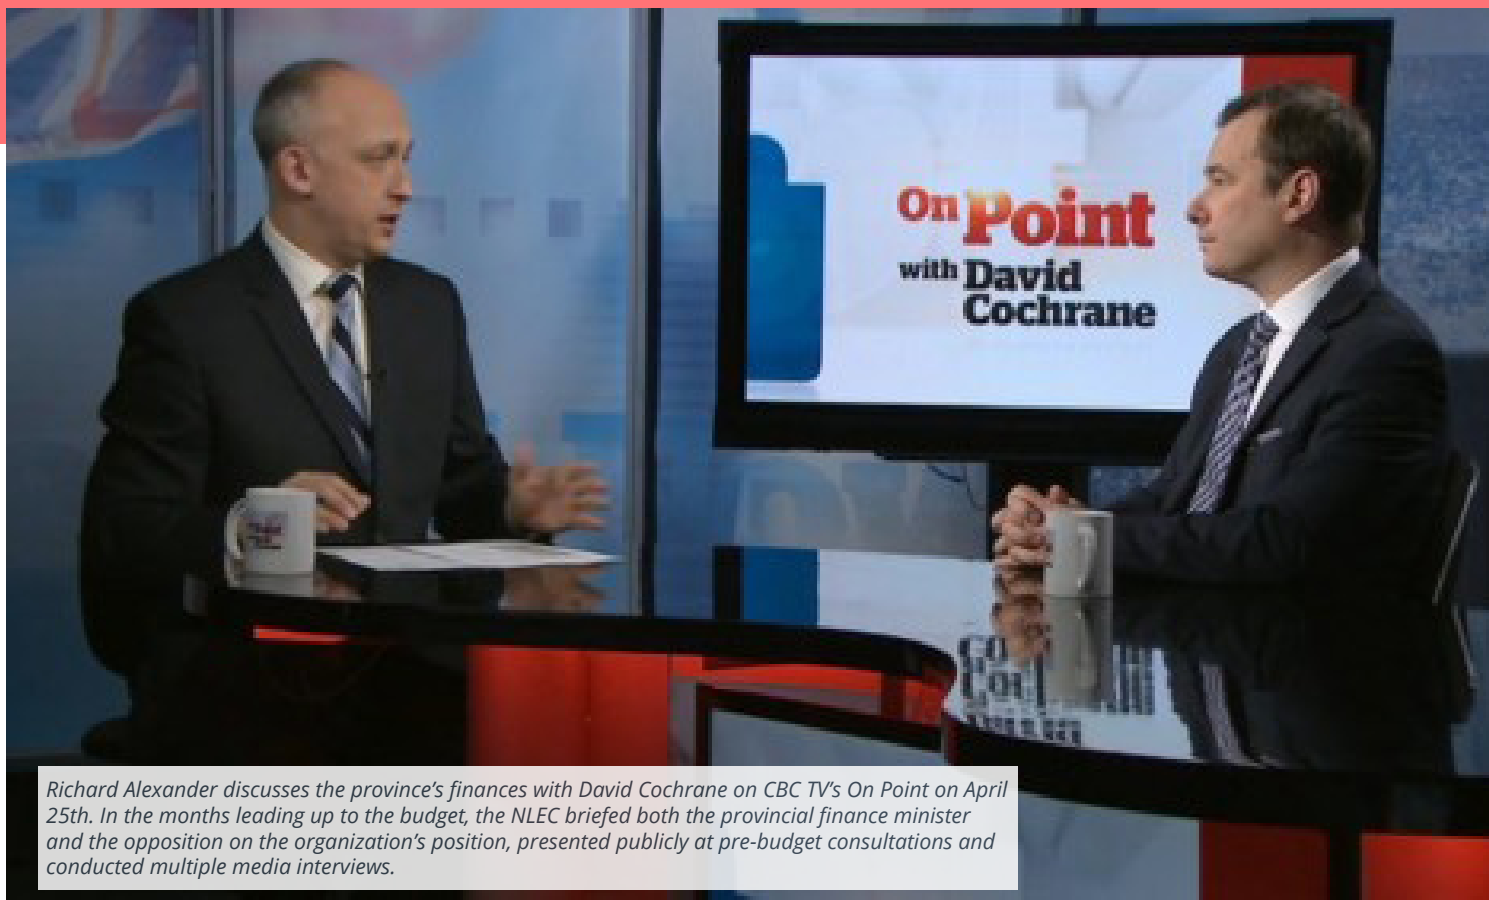 On Point
with David
Cochrane
Richard Alexander discusses the province's finances with David Cochrane on CBC TV's On Point on April
25th. In the months leading up to the budget, the NLEC briefed both the provincial finance minister
and the opposition on the organization's position, presented publicly at pre-budget consultations and
conducted multiple media interviews.